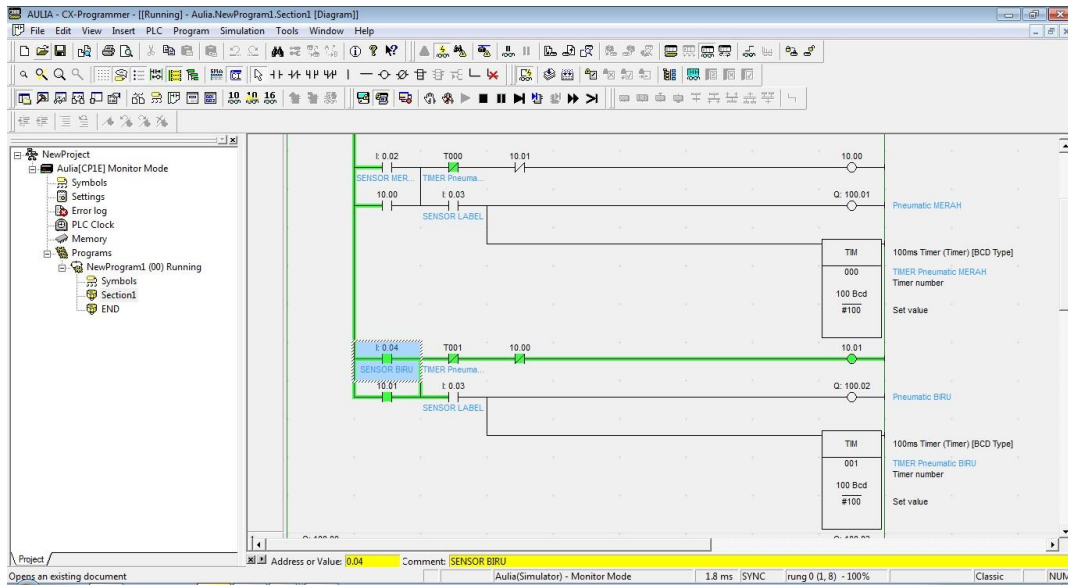 AULIA - CX-Programmer - [[Running] - Aulia.NewProgram1.Section1 [Diagram]]
File Edit View Insert PLC Program Simulation Tools Window Help
NewProject
Aulia[CP1E] Monitor Mode
Symbols
Settings
Error log
PLC Clock
Memory
Programs
NewProgram1 (00) Running
Symbols
Section1
END
Project
I: 0.02 T000 10.01 10.00
SENSOR MER... TIMER Pneuma...
10.00 I: 0.03 Q: 100.01
SENSOR LABEL Pneumatic MERAH
TIM 100ms Timer (Timer) [BCD Type]
000 TIMER Pneumatic MERAH
Timer number
100 Bcd
#100 Set value
I: 0.04 T001 10.00 10.01
SENSOR BIRU TIMER Pneuma...
10.01 I: 0.03 Q: 100.02
SENSOR LABEL Pneumatic BIRU
TIM 100ms Timer (Timer) [BCD Type]
001 TIMER Pneumatic BIRU
Timer number
100 Bcd
#100 Set value
Address or Value: 0.04 Comment: SENSOR BIRU
Opens an existing document Aulia(Simulator) - Monitor Mode 1.8 ms SYNC rung 0 (1, 8) - 100% Classic NUM